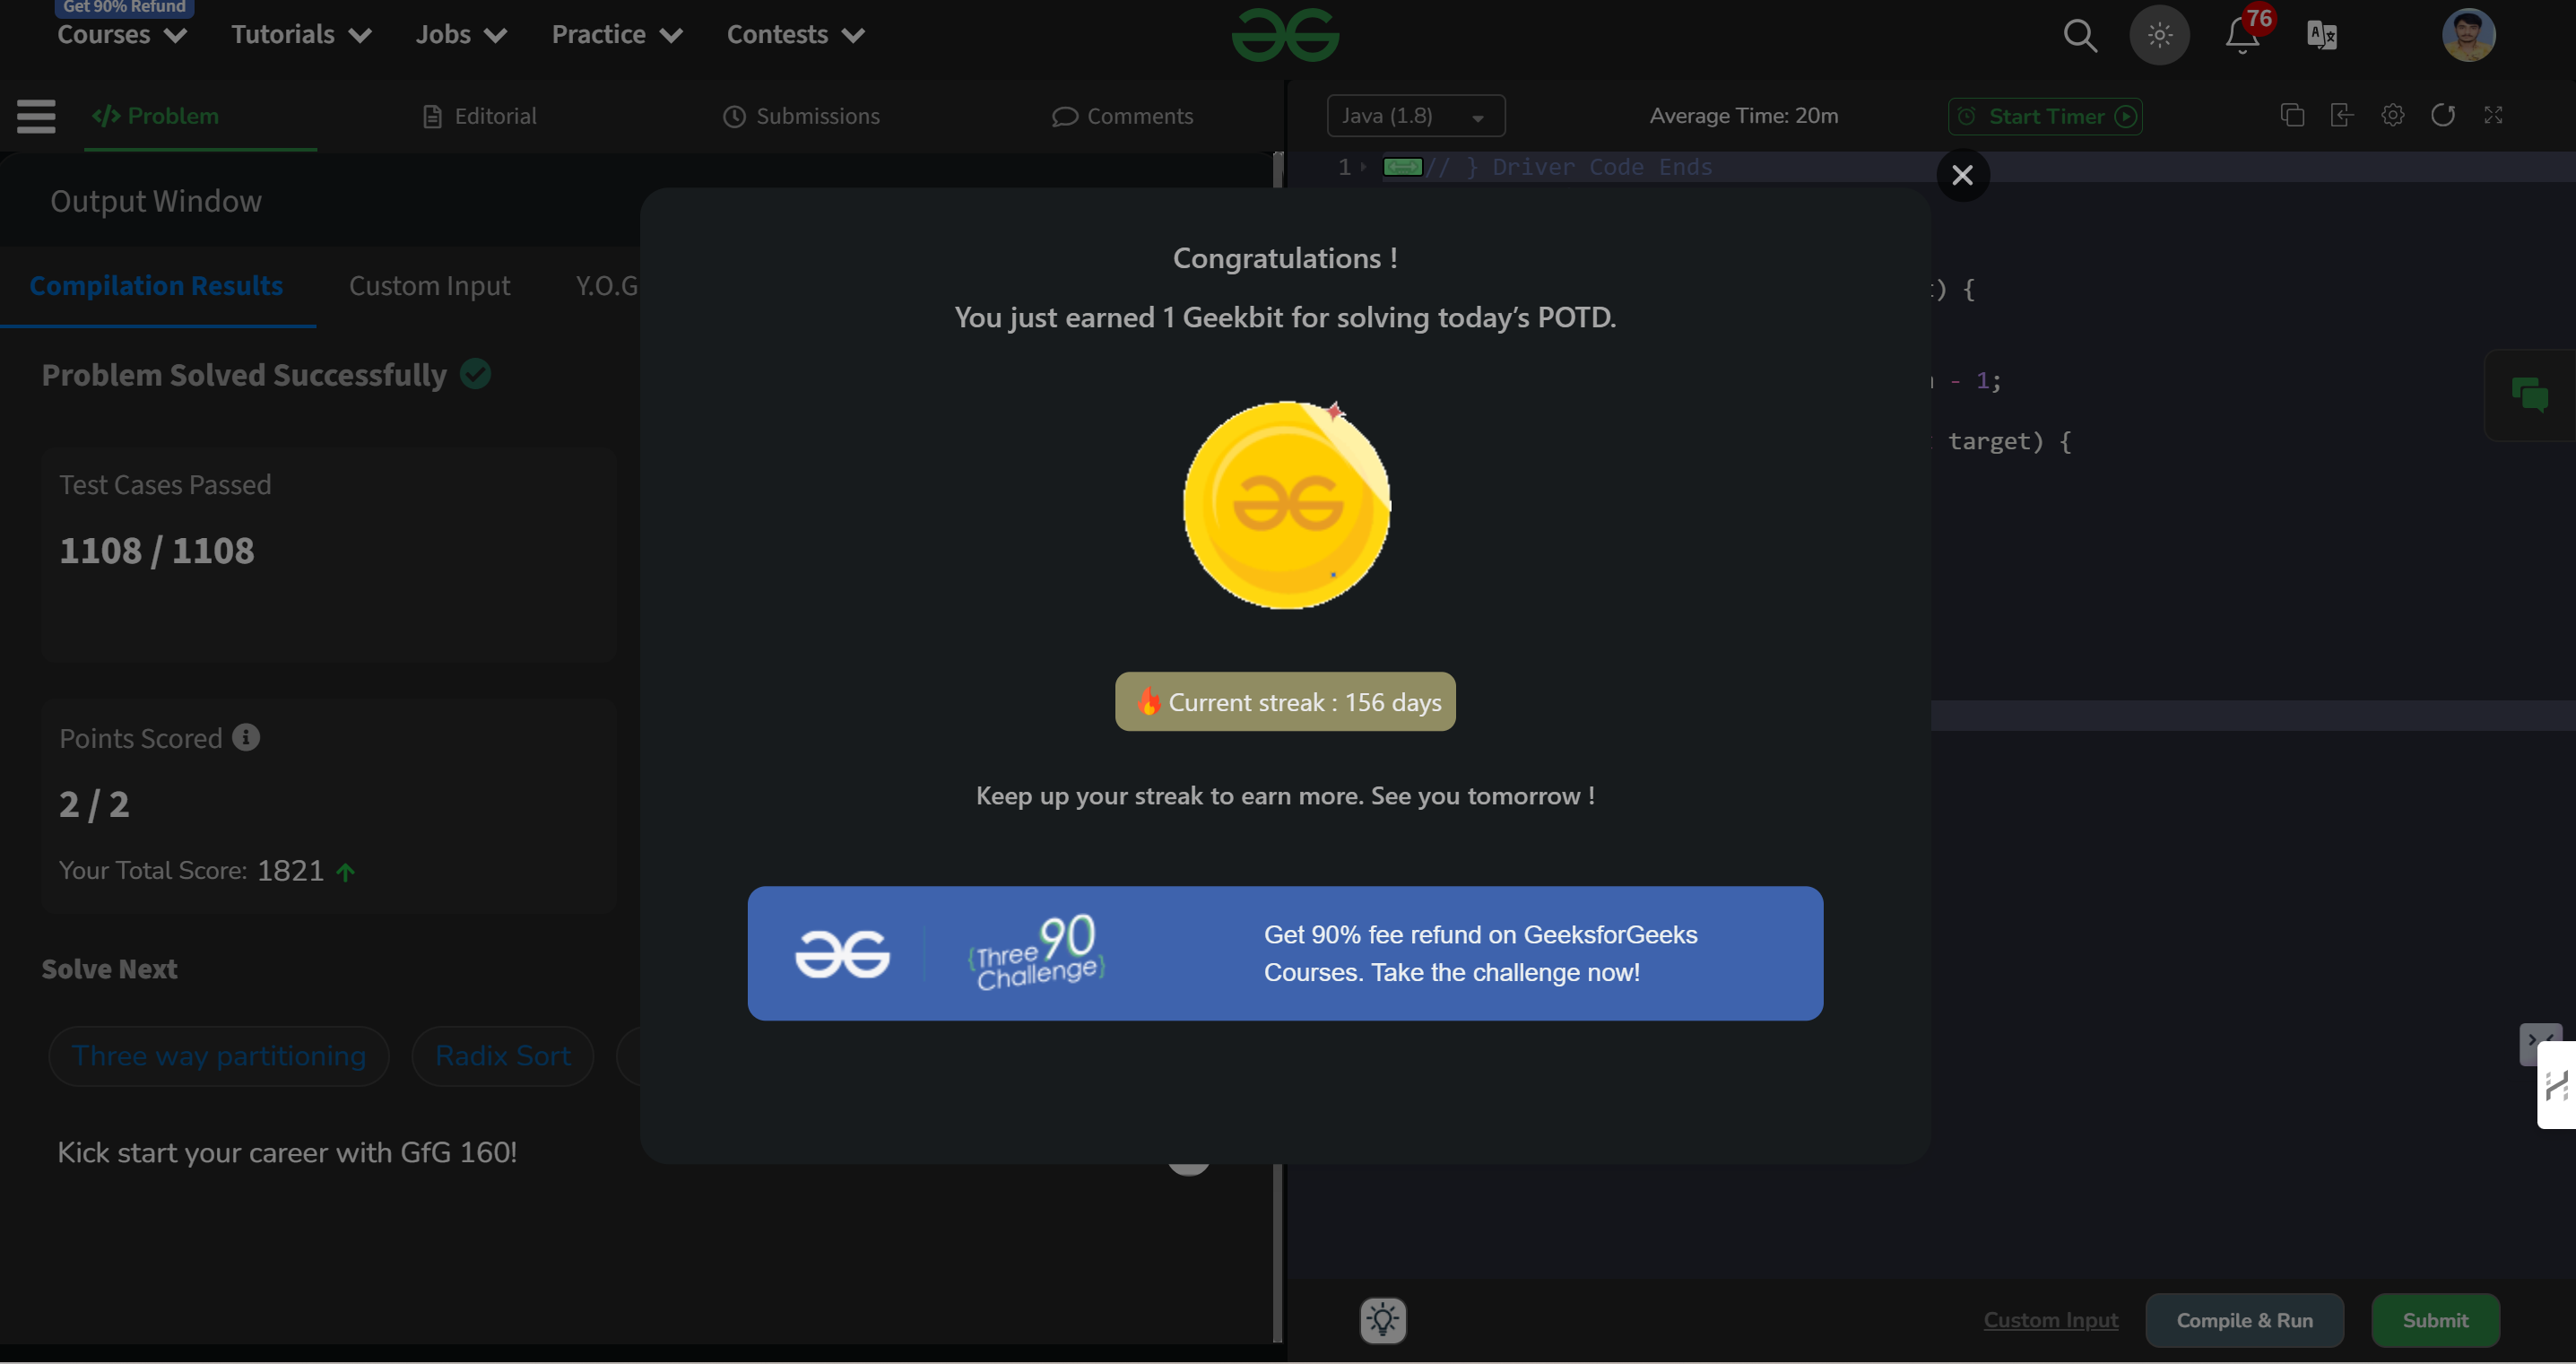 Get 90% Refund
Courses Tutorials Jobs Practice Contests
76
Problem Editorial Submissions Comments
Java (1.8) Average Time: 20m Start Timer
1 // } Driver Code Ends
Output Window
Compilation Results Custom Input Y.O.G
Problem Solved Successfully
Test Cases Passed
1108 / 1108
Points Scored
2 / 2
Your Total Score: 1821
Solve Next
Three way partitioning Radix Sort
Kick start your career with GfG 160!
Congratulations !
You just earned 1 Geekbit for solving today’s POTD.
Current streak : 156 days
Keep up your streak to earn more. See you tomorrow !
{Three 90
Challenge}
Get 90% fee refund on GeeksforGeeks
Courses. Take the challenge now!
) {
- 1;
target) {
Custom Input Compile & Run Submit